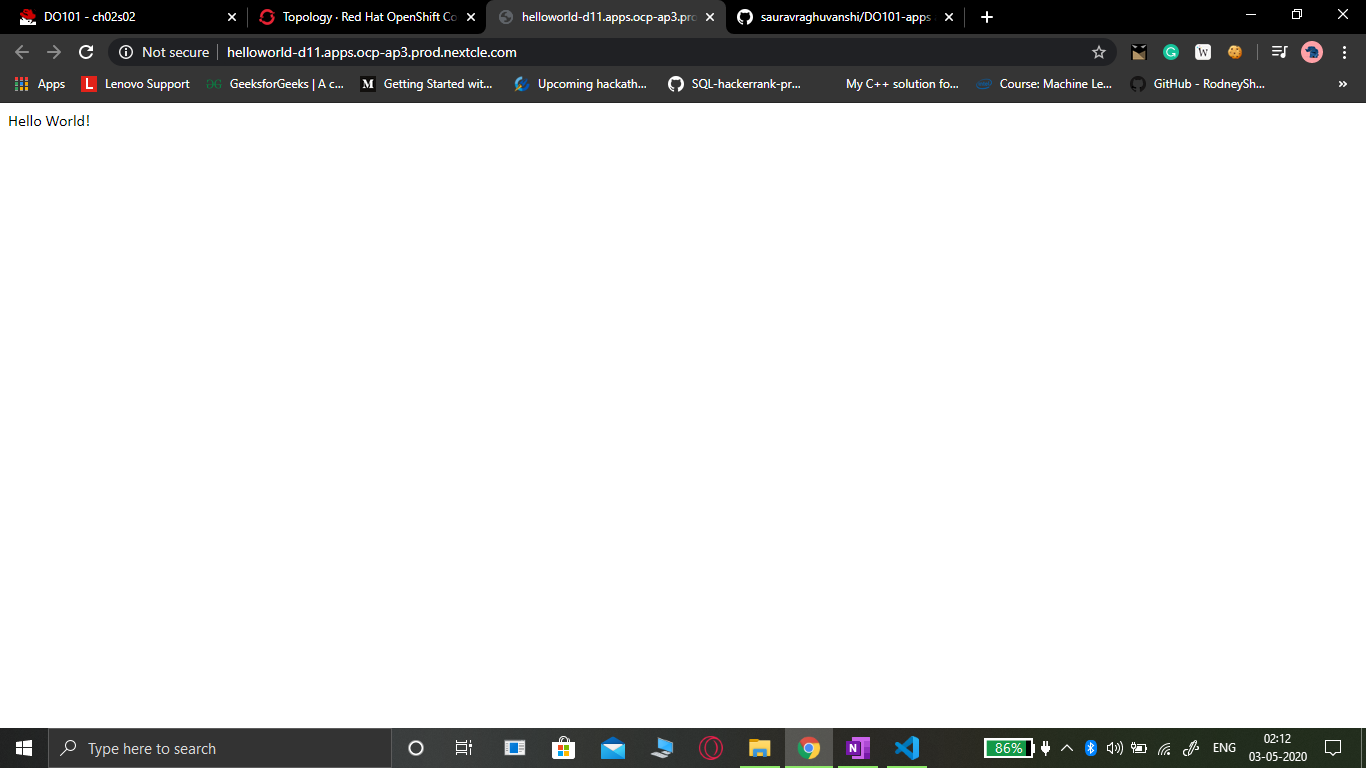 DO101 - ch02s02
Topology · Red Hat OpenShift Co
helloworld-d11.apps.ocp-ap3.pro
sauravraghuvanshi/DO101-apps
Not secure
helloworld-d11.apps.ocp-ap3.prod.nextcle.com
Apps
L Lenovo Support
GeeksforGeeks | A c...
M Getting Started wit...
Upcoming hackath...
SQL-hackerrank-pr...
My C++ solution fo...
Course: Machine Le...
GitHub - RodneySh...
»
Hello World!
Type here to search
86%
ENG
02:12
03-05-2020